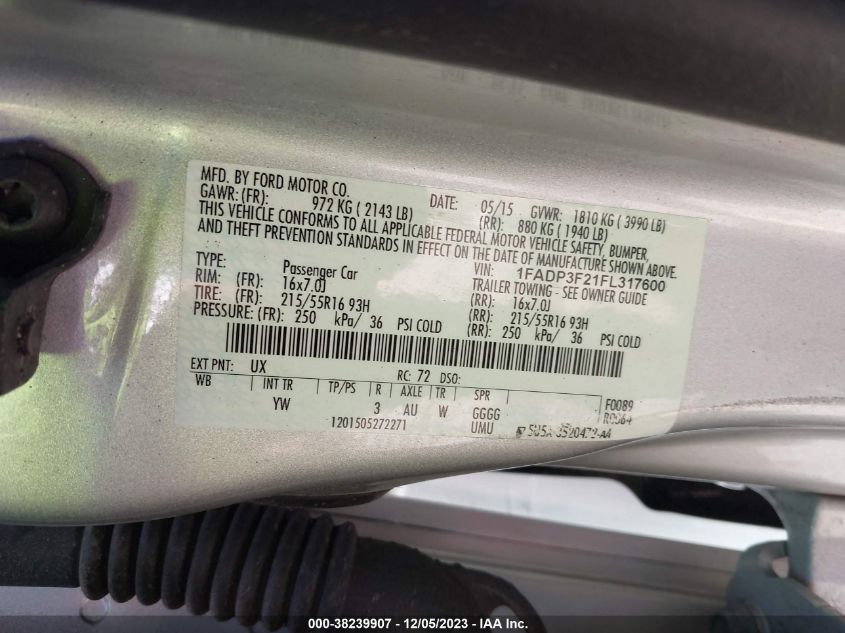 MFD. BY FORD MOTOR CO.
DATE: 05/15 GVWR: 1810 KG ( 3990 LB)
GAWR: (FR): 972 KG ( 2143 LB) (RR): 880 KG ( 1940 LB)
THIS VEHICLE CONFORMS TO ALL APPLICABLE FEDERAL MOTOR VEHICLE SAFETY, BUMPER,
AND THEFT PREVENTION STANDARDS IN EFFECT ON THE DATE OF MANUFACTURE SHOWN ABOVE.
TYPE: Passenger Car VIN: 1FADP3F21FL317600
TRAILER TOWING - SEE OWNER GUIDE
RIM: (FR): 16x7.0J (RR): 16x7.0J
TIRE: (FR): 215/55R16 93H (RR): 215/55R16 93H
PRESSURE: (FR): 250 kPa/ 36 PSI COLD (RR): 250 kPa/ 36 PSI COLD
EXT PNT: UX RC: 72 DSO:
WB INT TR TP/PS R AXLE TR SPR F0089
YW 3 AU W GGGG
1201505272271 UMU
000-38239907 - 12/05/2023 - IAA Inc.